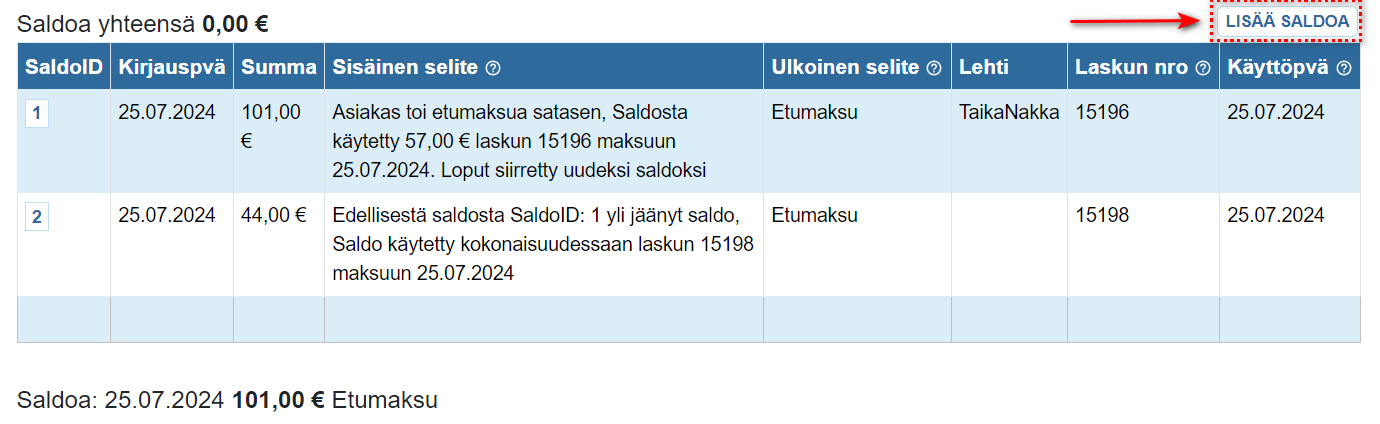 Saldoa yhteensä 0,00 €
LISÄÄ SALDOA
SaldoID Kirjauspvä Summa Sisäinen selite Ulkoinen selite Lehti Laskun nro Käyttöpvä
1 25.07.2024 101,00 € Asiakas toi etumaksua satasen, Saldosta Etumaksu TaikaNakka 15196 25.07.2024
käytetty 57,00 € laskun 15196 maksuun
25.07.2024. Loput siirretty uudeksi saldoksi
2 25.07.2024 44,00 € Edellisestä saldosta SaldoID: 1 yli jäänyt saldo, Etumaksu 15198 25.07.2024
Saldo käytetty kokonaisuudessaan laskun 15198
maksuun 25.07.2024
Saldoa: 25.07.2024 101,00 € Etumaksu